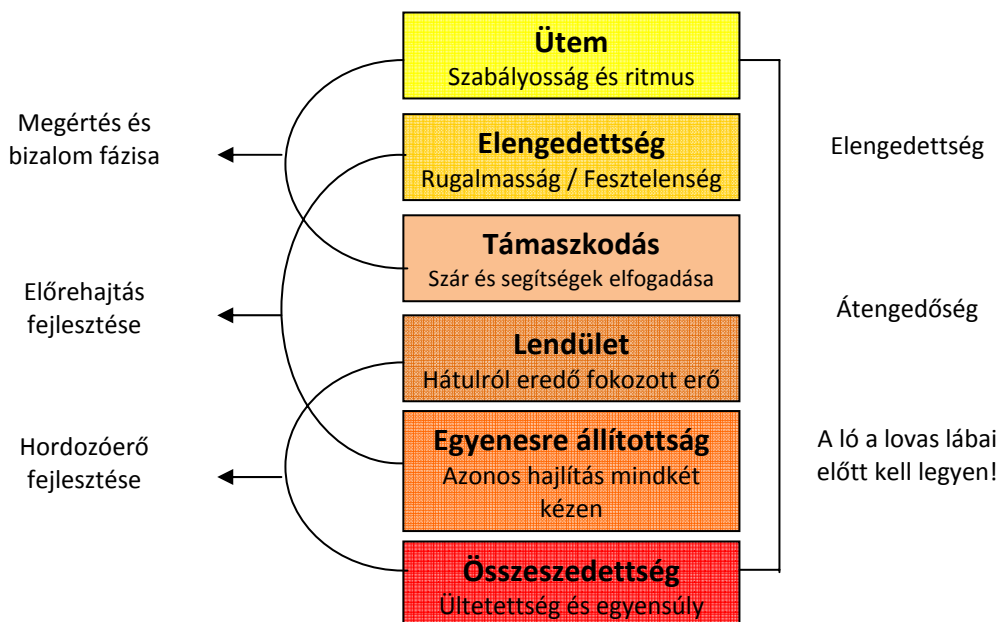 Ütem
Szabályosság és ritmus
Megértés és
bizalom fázisa
Elengedettség
Rugalmasság / Fesztelenség
Elengedettség
Támaszkodás
Szár és segítségek elfogadása
Előrehajtás
fejlesztése
Átengedőség
Lendület
Hátulról eredő fokozott erő
Hordozóerő
fejlesztése
Egyenesre állítottság
Azonos hajlítás mindkét
kézen
A ló a lovas lábai
előtt kell legyen!
Összeszedettség
Ültetettség és egyensúly